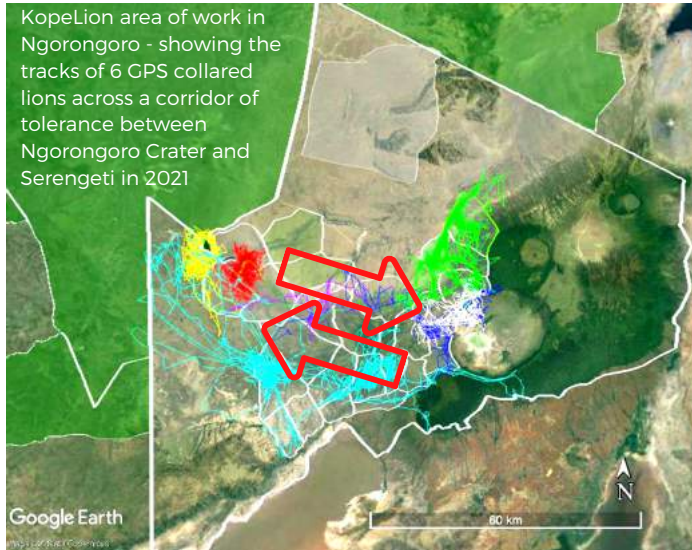 KopeLion area of work in
Ngorongoro - showing the
tracks of 6 GPS collared
lions across a corridor of
tolerance between
Ngorongoro Crater and
Serengeti in 2021
N
Google Earth
60 km